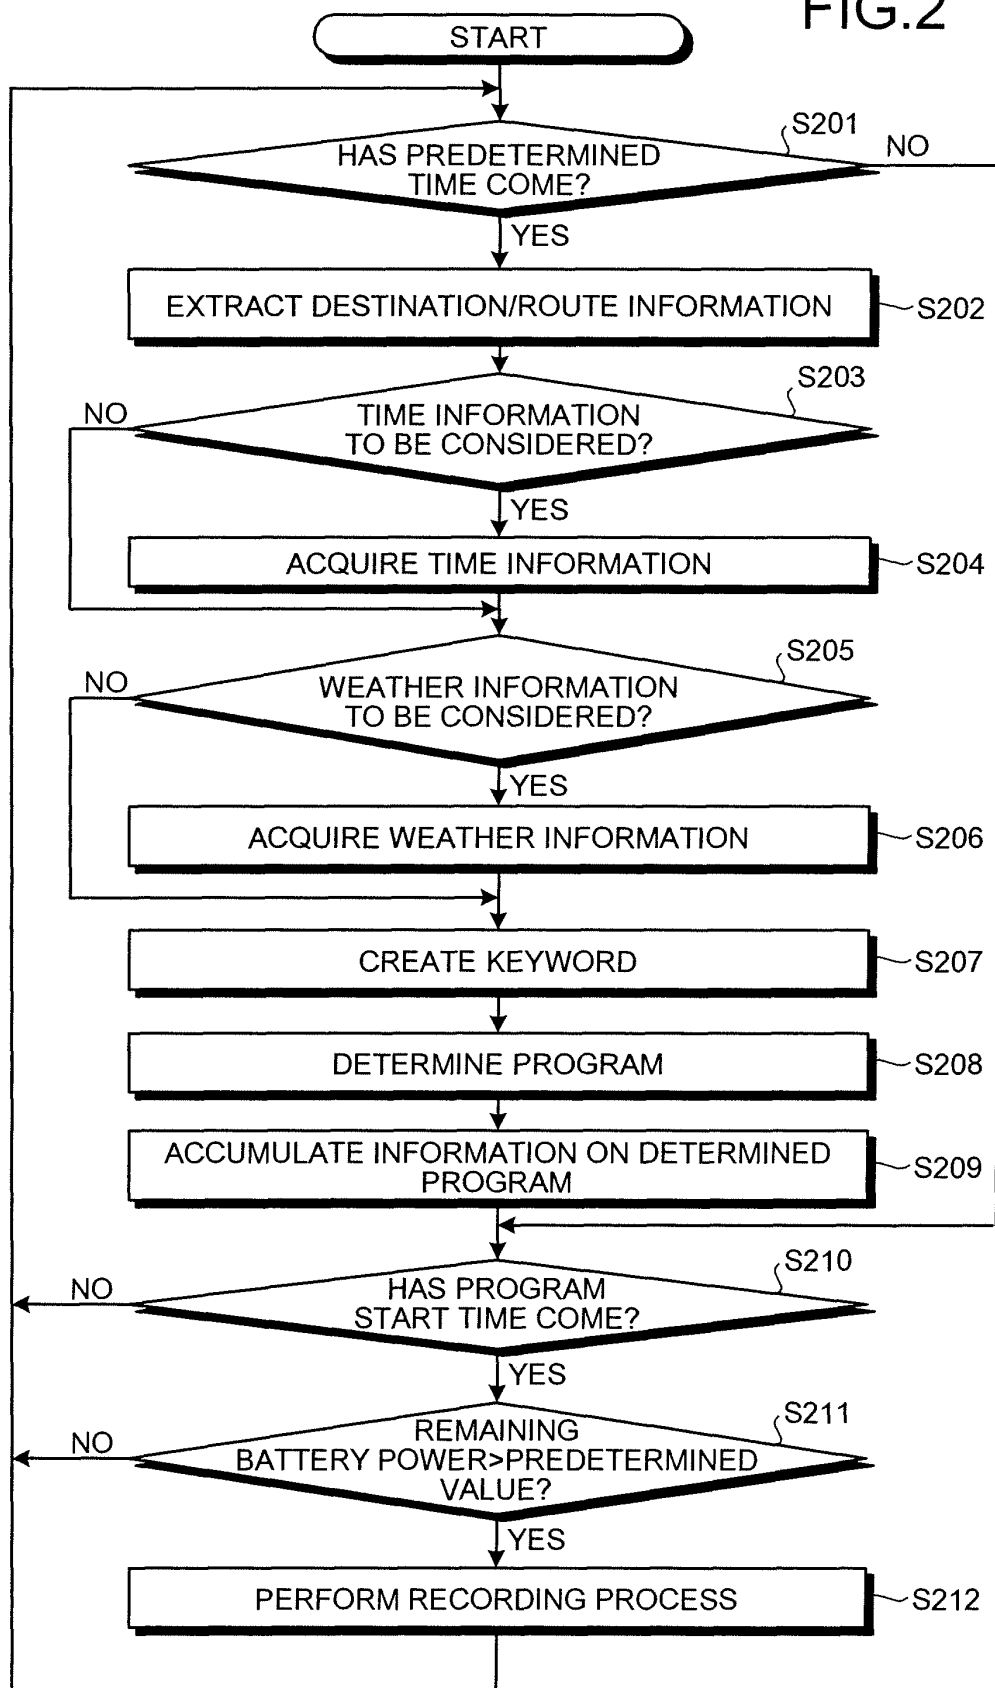 FIG.2
START
S201
HAS PREDETERMINED
TIME COME?
NO
YES
EXTRACT DESTINATION/ROUTE INFORMATION
S202
S203
NO
TIME INFORMATION
TO BE CONSIDERED?
YES
ACQUIRE TIME INFORMATION
S204
S205
NO
WEATHER INFORMATION
TO BE CONSIDERED?
YES
ACQUIRE WEATHER INFORMATION
S206
CREATE KEYWORD
S207
DETERMINE PROGRAM
S208
ACCUMULATE INFORMATION ON DETERMINED
PROGRAM
S209
S210
NO
HAS PROGRAM
START TIME COME?
YES
S211
NO
REMAINING
BATTERY POWER>PREDETERMINED
VALUE?
YES
PERFORM RECORDING PROCESS
S212